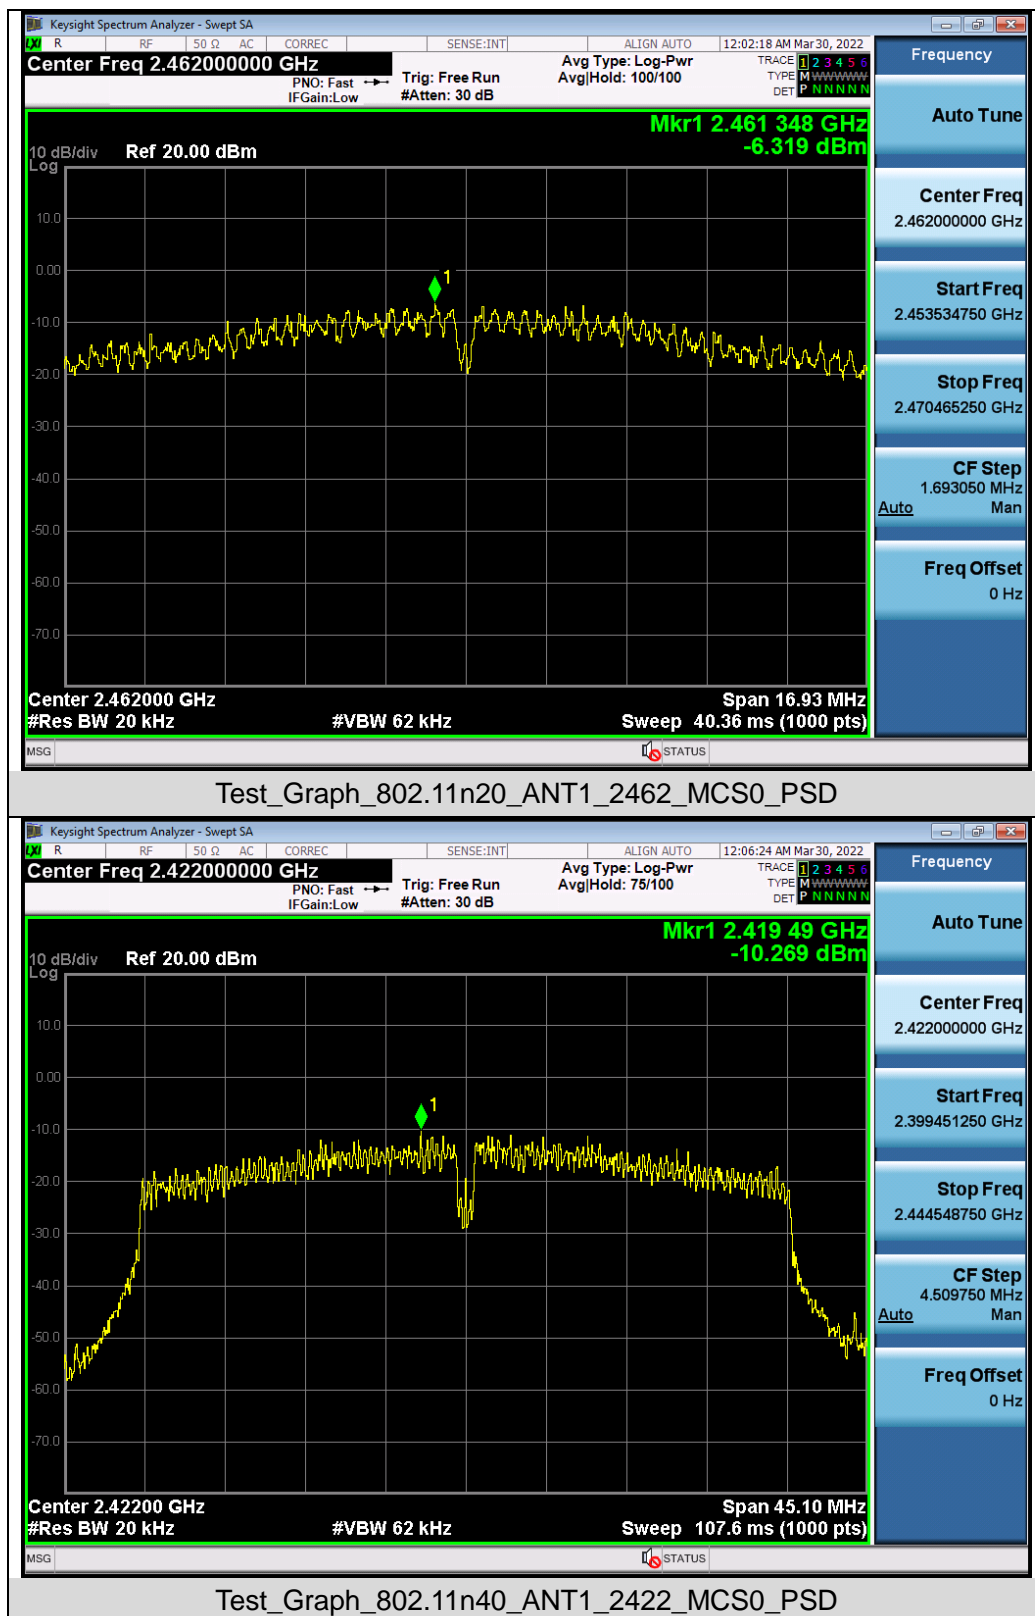 Keysight Spectrum Analyzer - Swept SA
LXI R RF 50 Ω AC CORREC SENSE:INT ALIGN AUTO 12:02:18 AM Mar 30, 2022
Center Freq 2.462000000 GHz
PNO: Fast
IFGain:Low
Trig: Free Run
#Atten: 30 dB
Avg Type: Log-Pwr
Avg|Hold: 100/100
TRACE 1 2 3 4 5 6
TYPE M WWWWW
DET P N N N N N
Mkr1 2.461 348 GHz
-6.319 dBm
10 dB/div Ref 20.00 dBm
Log
10.0
0.00
-10.0
-20.0
-30.0
-40.0
-50.0
-60.0
-70.0
1
Center 2.462000 GHz
Span 16.93 MHz
#Res BW 20 kHz
#VBW 62 kHz
Sweep 40.36 ms (1000 pts)
MSG
STATUS
Frequency
Auto Tune
Center Freq
2.462000000 GHz
Start Freq
2.453534750 GHz
Stop Freq
2.470465250 GHz
CF Step
1.693050 MHz
Auto Man
Freq Offset
0 Hz
Test_Graph_802.11n20_ANT1_2462_MCS0_PSD
Keysight Spectrum Analyzer - Swept SA
LXI R RF 50 Ω AC CORREC SENSE:INT ALIGN AUTO 12:06:24 AM Mar 30, 2022
Center Freq 2.422000000 GHz
PNO: Fast
IFGain:Low
Trig: Free Run
#Atten: 30 dB
Avg Type: Log-Pwr
Avg|Hold: 75/100
TRACE 1 2 3 4 5 6
TYPE M WWWWW
DET P N N N N N
Mkr1 2.419 49 GHz
-10.269 dBm
10 dB/div Ref 20.00 dBm
Log
10.0
0.00
-10.0
-20.0
-30.0
-40.0
-50.0
-60.0
-70.0
1
Center 2.42200 GHz
Span 45.10 MHz
#Res BW 20 kHz
#VBW 62 kHz
Sweep 107.6 ms (1000 pts)
MSG
STATUS
Frequency
Auto Tune
Center Freq
2.422000000 GHz
Start Freq
2.399451250 GHz
Stop Freq
2.444548750 GHz
CF Step
4.509750 MHz
Auto Man
Freq Offset
0 Hz
Test_Graph_802.11n40_ANT1_2422_MCS0_PSD